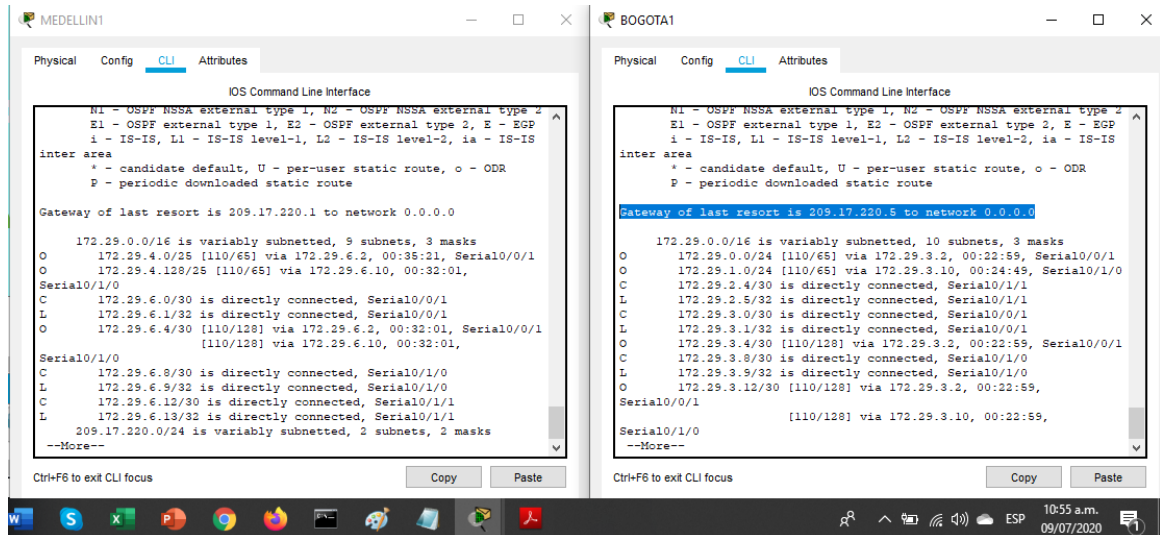 MEDELLIN1
Physical Config CLI Attributes
IOS Command Line Interface
N1 - OSPF NSSA external type 1, N2 - OSPF NSSA external type 2
E1 - OSPF external type 1, E2 - OSPF external type 2, E - EGP
i - IS-IS, L1 - IS-IS level-1, L2 - IS-IS level-2, ia - IS-IS
inter area
* - candidate default, U - per-user static route, o - ODR
P - periodic downloaded static route
Gateway of last resort is 209.17.220.1 to network 0.0.0.0
172.29.0.0/16 is variably subnetted, 9 subnets, 3 masks
O 172.29.4.0/25 [110/65] via 172.29.6.2, 00:35:21, Serial0/0/1
O 172.29.4.128/25 [110/65] via 172.29.6.10, 00:32:01,
Serial0/1/0
C 172.29.6.0/30 is directly connected, Serial0/0/1
L 172.29.6.1/32 is directly connected, Serial0/0/1
O 172.29.6.4/30 [110/128] via 172.29.6.2, 00:32:01, Serial0/0/1
[110/128] via 172.29.6.10, 00:32:01,
Serial0/1/0
C 172.29.6.8/30 is directly connected, Serial0/1/0
L 172.29.6.9/32 is directly connected, Serial0/1/0
C 172.29.6.12/30 is directly connected, Serial0/1/1
L 172.29.6.13/32 is directly connected, Serial0/1/1
209.17.220.0/24 is variably subnetted, 2 subnets, 2 masks
--More--
Ctrl+F6 to exit CLI focus
Copy Paste
BOGOTA1
Physical Config CLI Attributes
IOS Command Line Interface
N1 - OSPF NSSA external type 1, N2 - OSPF NSSA external type 2
E1 - OSPF external type 1, E2 - OSPF external type 2, E - EGP
i - IS-IS, L1 - IS-IS level-1, L2 - IS-IS level-2, ia - IS-IS
inter area
* - candidate default, U - per-user static route, o - ODR
P - periodic downloaded static route
Gateway of last resort is 209.17.220.5 to network 0.0.0.0
172.29.0.0/16 is variably subnetted, 10 subnets, 3 masks
O 172.29.0.0/24 [110/65] via 172.29.3.2, 00:22:59, Serial0/0/1
O 172.29.1.0/24 [110/65] via 172.29.3.10, 00:24:49, Serial0/1/0
C 172.29.2.4/30 is directly connected, Serial0/1/1
L 172.29.2.5/32 is directly connected, Serial0/1/1
C 172.29.3.0/30 is directly connected, Serial0/0/1
L 172.29.3.1/32 is directly connected, Serial0/0/1
O 172.29.3.4/30 [110/128] via 172.29.3.2, 00:22:59, Serial0/0/1
C 172.29.3.8/30 is directly connected, Serial0/1/0
L 172.29.3.9/32 is directly connected, Serial0/1/0
O 172.29.3.12/30 [110/128] via 172.29.3.2, 00:22:59,
Serial0/0/1
[110/128] via 172.29.3.10, 00:22:59,
Serial0/1/0
--More--
Ctrl+F6 to exit CLI focus
Copy Paste
ESP
10:55 a.m.
09/07/2020
1